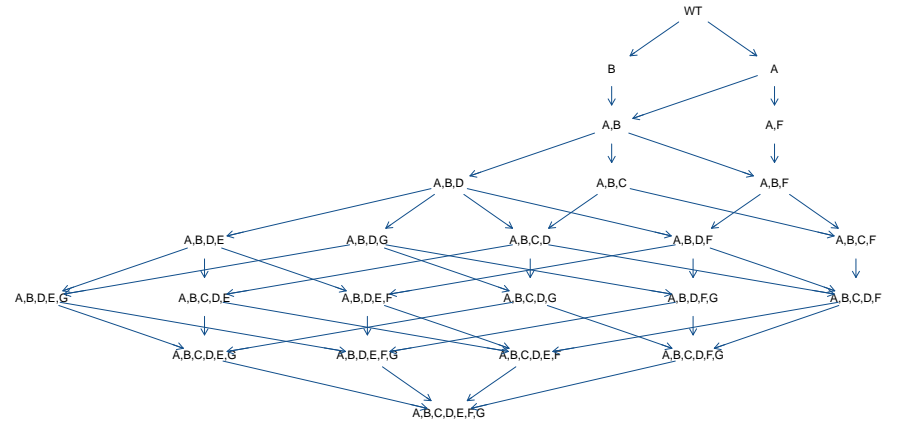 WT
B
A
A,B
A,F
A,B,D
A,B,C
A,B,F
A,B,D,E
A,B,D,G
A,B,C,D
A,B,D,F
A,B,C,F
A,B,D,E,G
A,B,C,D,E
A,B,D,E,F
A,B,C,D,G
A,B,D,F,G
A,B,C,D,F
A,B,C,D,E,G
A,B,D,E,F,G
A,B,C,D,E,F
A,B,C,D,F,G
A,B,C,D,E,F,G